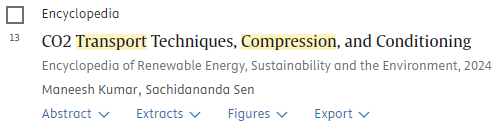 Encyclopedia
13
CO2 Transport Techniques, Compression, and Conditioning
Encyclopedia of Renewable Energy, Sustainability and the Environment, 2024
Maneesh Kumar, Sachidananda Sen
Abstract Extracts Figures Export